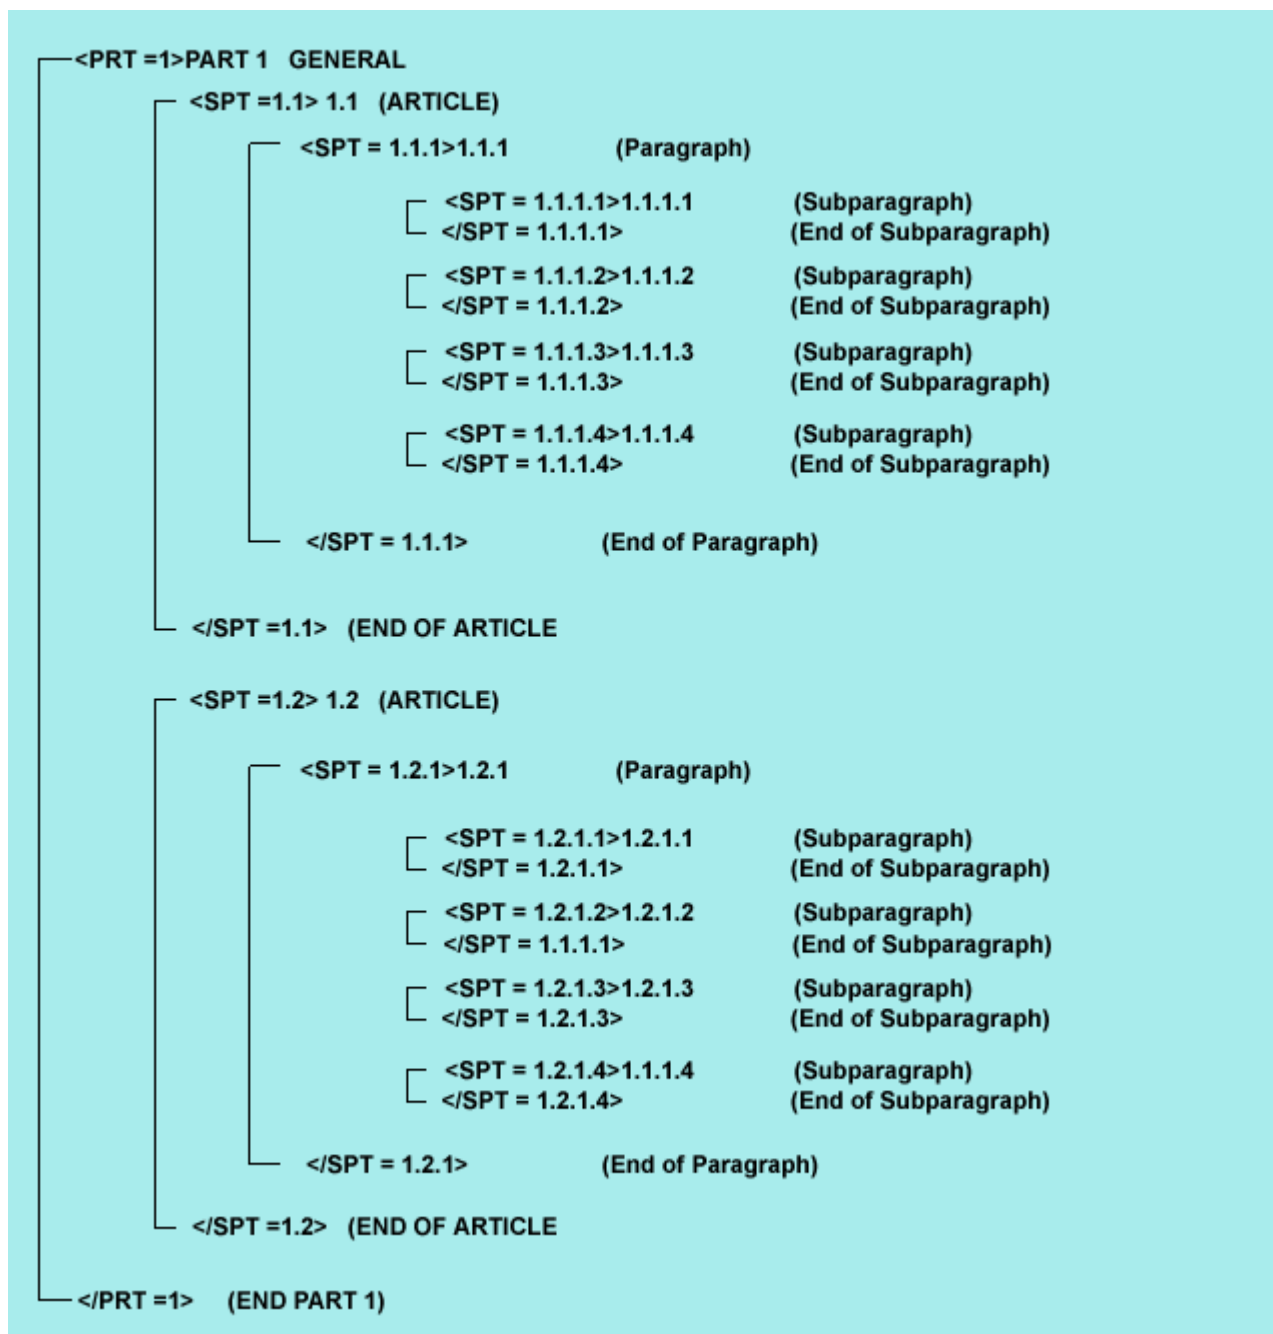 <PRT =1>PART 1 GENERAL
<SPT =1.1> 1.1 (ARTICLE)
<SPT = 1.1.1>1.1.1 (Paragraph)
<SPT = 1.1.1.1>1.1.1.1 (Subparagraph)
</SPT = 1.1.1.1> (End of Subparagraph)
<SPT = 1.1.1.2>1.1.1.2 (Subparagraph)
</SPT = 1.1.1.2> (End of Subparagraph)
<SPT = 1.1.1.3>1.1.1.3 (Subparagraph)
</SPT = 1.1.1.3> (End of Subparagraph)
<SPT = 1.1.1.4>1.1.1.4 (Subparagraph)
</SPT = 1.1.1.4> (End of Subparagraph)
</SPT = 1.1.1> (End of Paragraph)
</SPT =1.1> (END OF ARTICLE
<SPT =1.2> 1.2 (ARTICLE)
<SPT = 1.2.1>1.2.1 (Paragraph)
<SPT = 1.2.1.1>1.2.1.1 (Subparagraph)
</SPT = 1.2.1.1> (End of Subparagraph)
<SPT = 1.2.1.2>1.2.1.2 (Subparagraph)
</SPT = 1.1.1.1> (End of Subparagraph)
<SPT = 1.2.1.3>1.2.1.3 (Subparagraph)
</SPT = 1.2.1.3> (End of Subparagraph)
<SPT = 1.2.1.4>1.1.1.4 (Subparagraph)
</SPT = 1.2.1.4> (End of Subparagraph)
</SPT = 1.2.1> (End of Paragraph)
</SPT =1.2> (END OF ARTICLE
</PRT =1> (END PART 1)